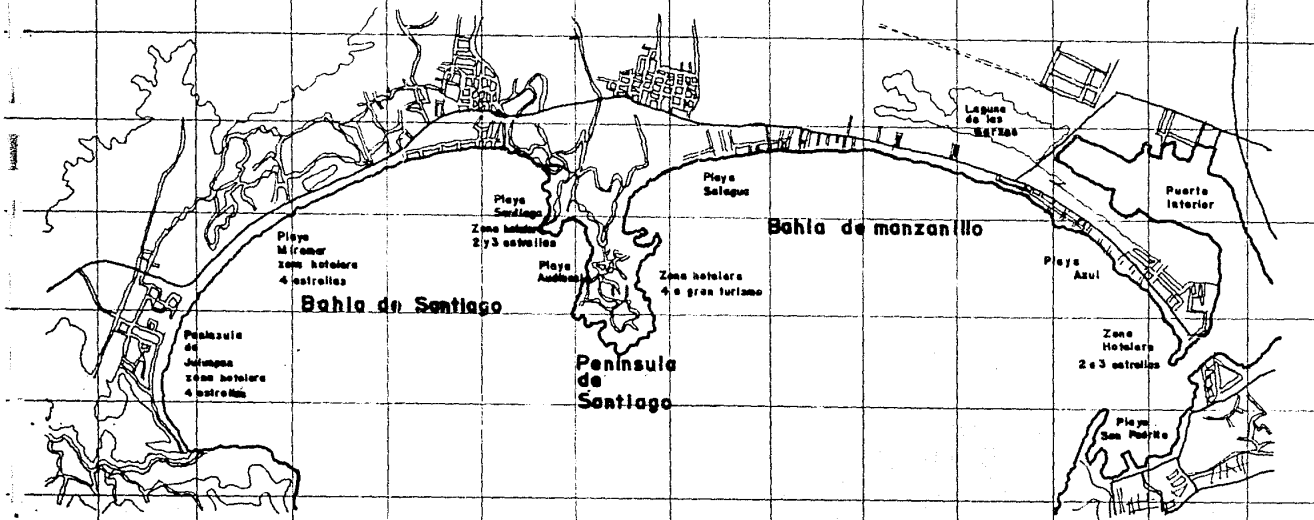 Laguna
de las
Garzas
Puerto
Interior
Playa
Salagua
Playa
Santiago
Zona hotelera
2 y 3 estrellas
Bahia de manzanillo
Playa
Miramar
zona hotelera
4 estrellas
Playa
Audiencia
Zona hotelera
4 a gran turismo
Playa
Azul
Bahia de Santiago
Peninsula
de
Juluapan
zona hotelera
4 estrellas
Zona
Hotelera
2 a 3 estrellas
Peninsula
de
Santiago
Playa
San Pedrito